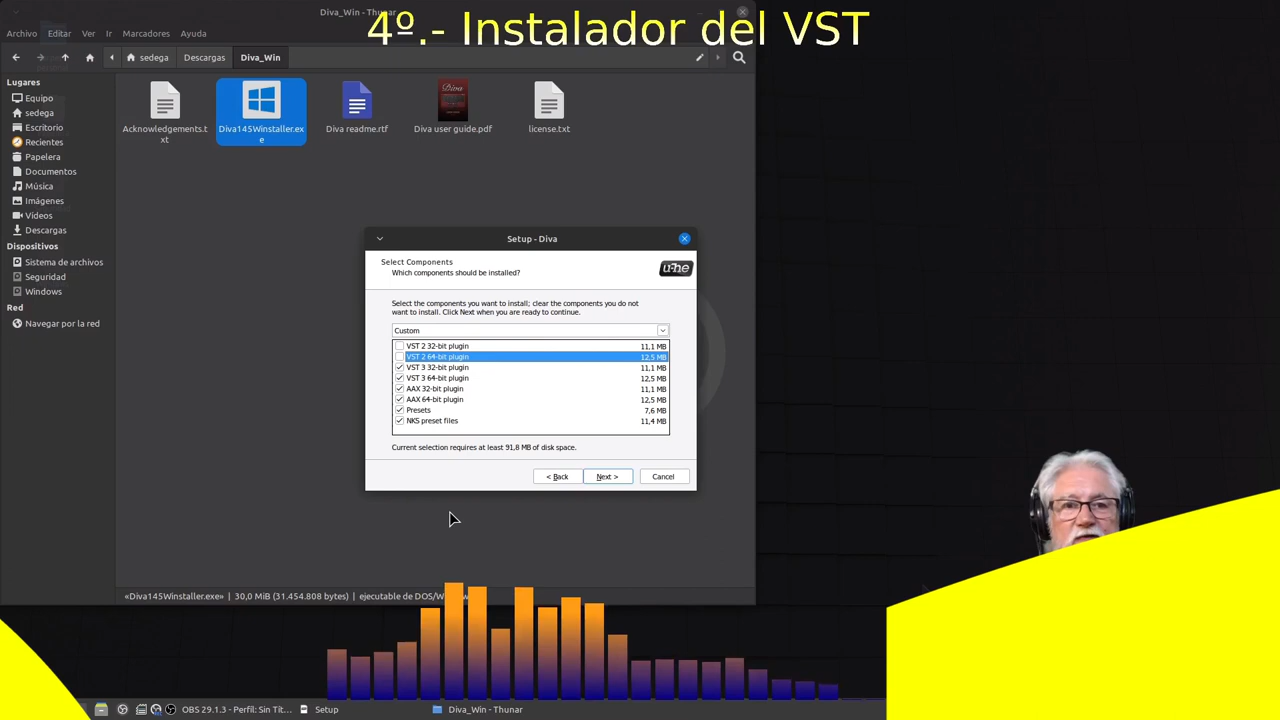 Diva_Win - Thunar
4º.- Instalador del VST
Archivo Editar Ver Ir Marcadores Ayuda
sedega Descargas Diva_Win
Lugares
Equipo
sedega
Escritorio
Recientes
Papelera
Documentos
Música
Imágenes
Vídeos
Descargas
Dispositivos
Sistema de archivos
Seguridad
Windows
Red
Navegar por la red
Acknowledgements.t
xt
Diva145Winstaller.ex
e
Diva readme.rtf
Diva user guide.pdf
license.txt
Diva
Setup - Diva
Select Components
Which components should be installed?
u-he
Select the components you want to install; clear the components you do not
want to install. Click Next when you are ready to continue.
Custom
VST 2 32-bit plugin 11,1 MB
VST 2 64-bit plugin 12,5 MB
VST 3 32-bit plugin 11,1 MB
VST 3 64-bit plugin 12,5 MB
AAX 32-bit plugin 11,1 MB
AAX 64-bit plugin 12,5 MB
Presets 7,6 MB
NKS preset files 11,4 MB
Current selection requires at least 91,8 MB of disk space.
< Back Next > Cancel
«Diva145Winstaller.exe» | 30,0 MiB (31.454.808 bytes) | ejecutable de DOS/W
OBS 29.1.3 - Perfil: Sin Tít... Setup Diva_Win - Thunar